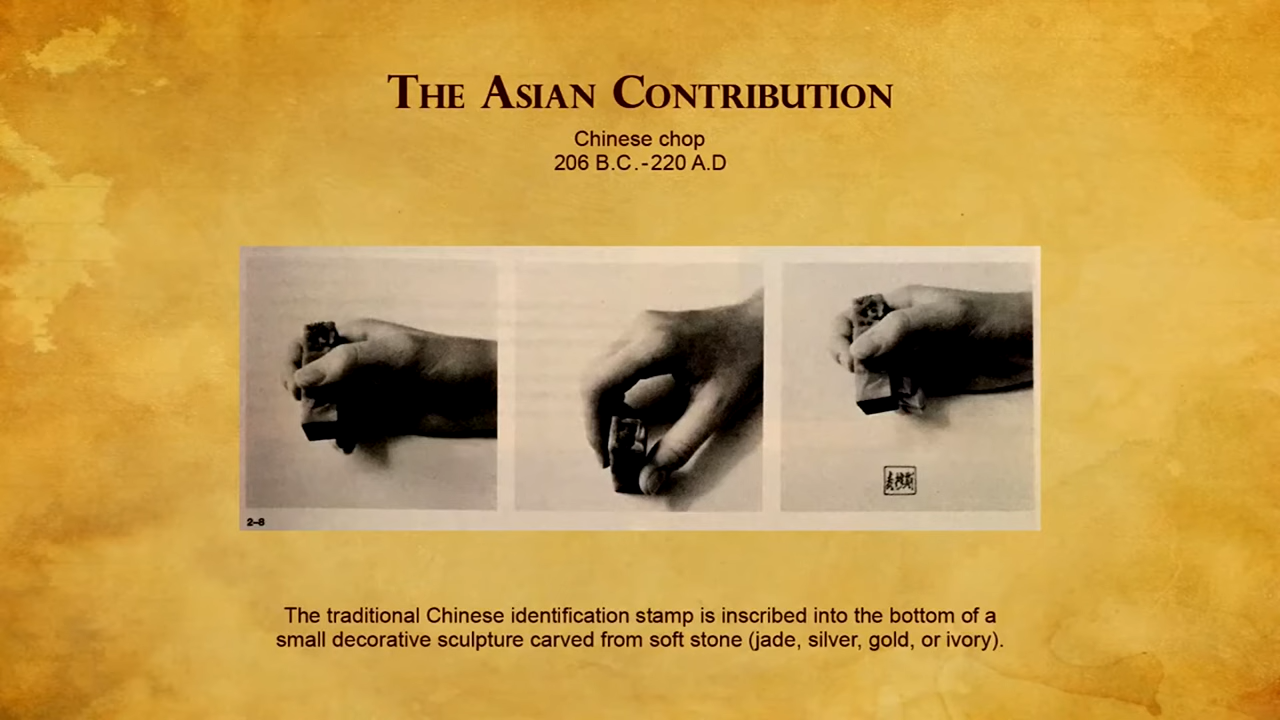 The Asian Contribution
Chinese chop
206 B.C.-220 A.D
2–8
The traditional Chinese identification stamp is inscribed into the bottom of a
small decorative sculpture carved from soft stone (jade, silver, gold, or ivory).